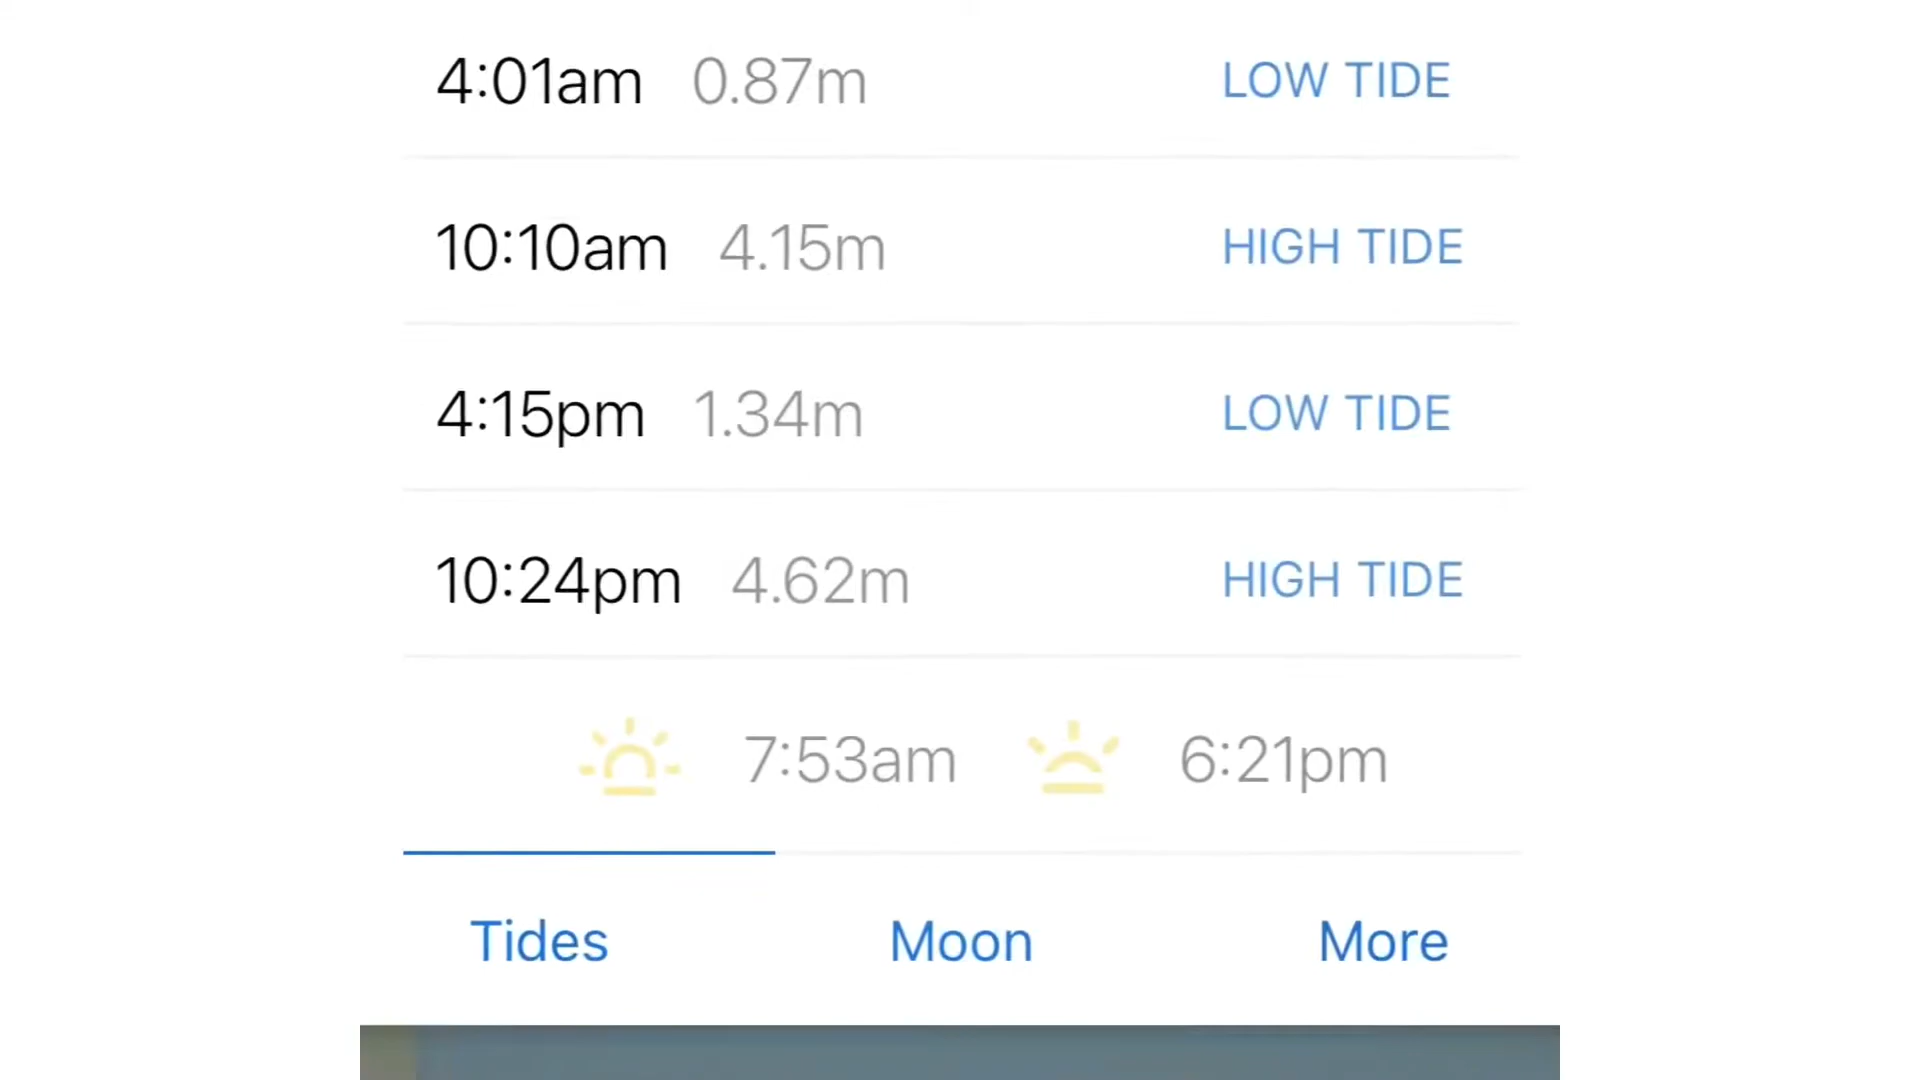 4:01am 0.87m LOW TIDE
10:10am 4.15m HIGH TIDE
4:15pm 1.34m LOW TIDE
10:24pm 4.62m HIGH TIDE
7:53am 6:21pm
Tides Moon More